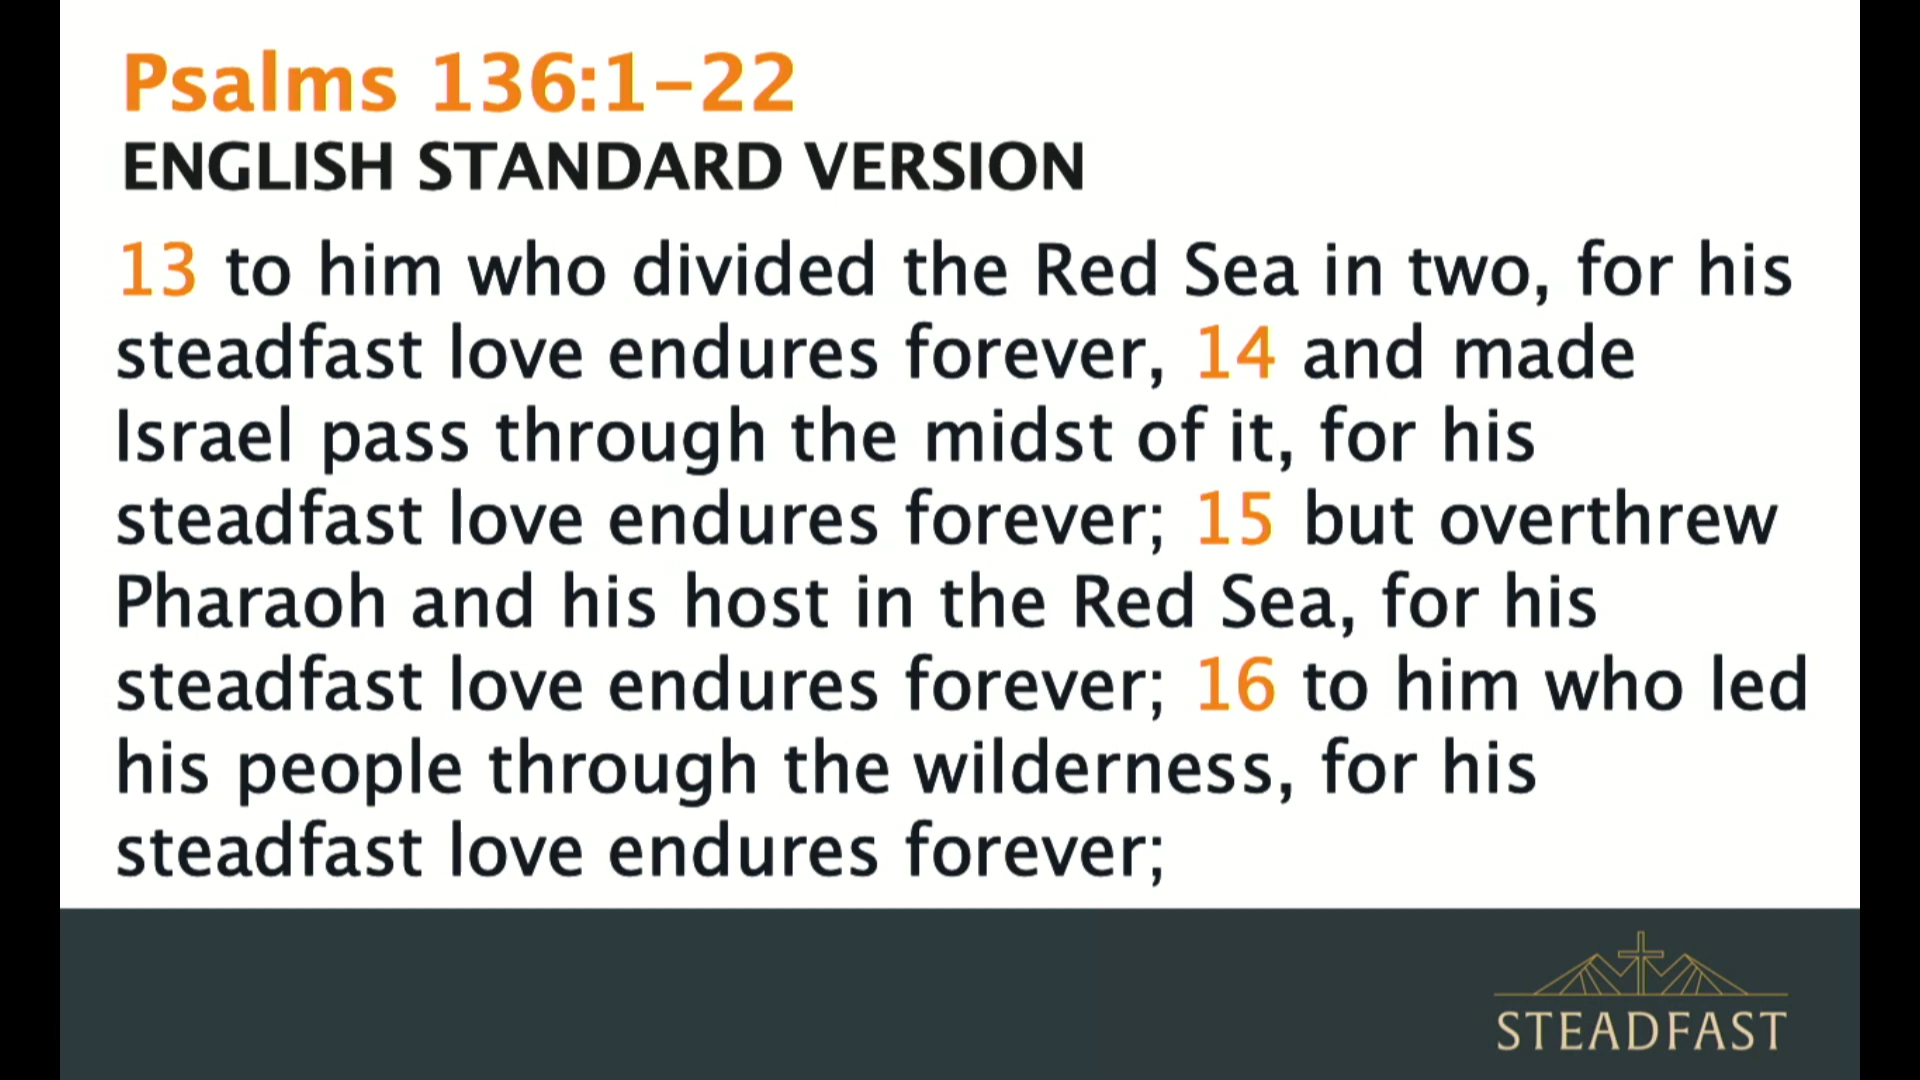 Psalms 136:1–22
ENGLISH STANDARD VERSION
13 to him who divided the Red Sea in two, for his
steadfast love endures forever, 14 and made
Israel pass through the midst of it, for his
steadfast love endures forever; 15 but overthrew
Pharaoh and his host in the Red Sea, for his
steadfast love endures forever; 16 to him who led
his people through the wilderness, for his
steadfast love endures forever;
STEADFAST